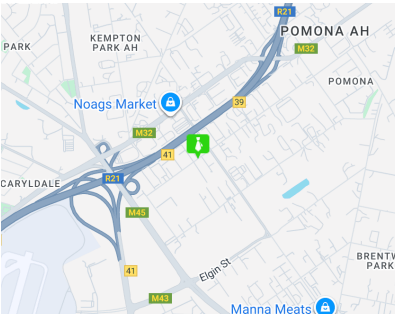 R21
POMONA AH
KEMPTON
PARK AH
PARK
M32
POMONA
Noags Market
39
M32
41
CARYLDALE
R21
M45
BRENTW
PARK
41
Elgin St
M43
Manna Meats